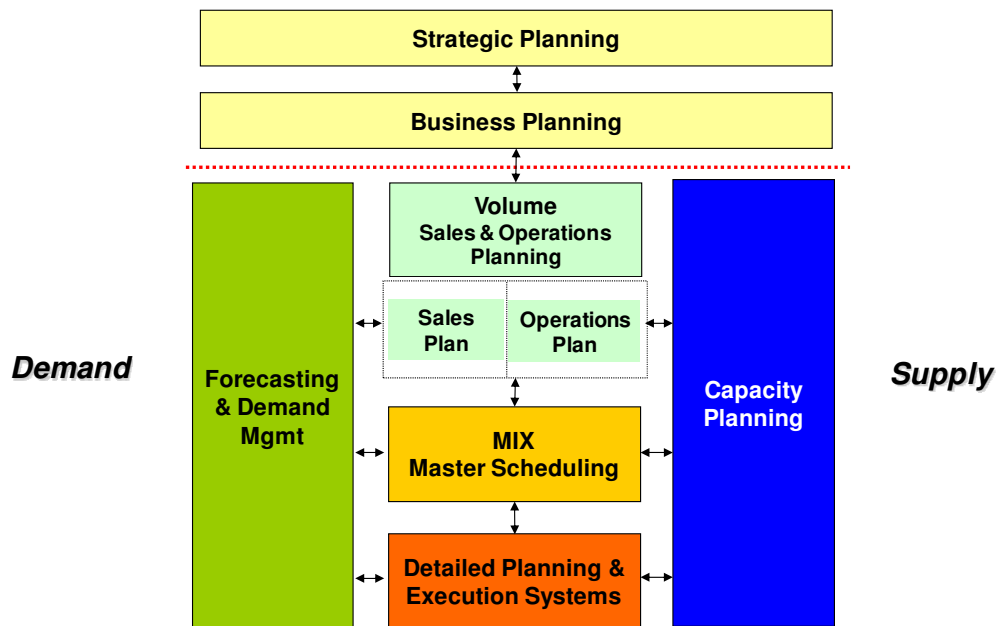 Strategic Planning
Business Planning
Volume
Sales & Operations
Planning
Sales
Plan
Operations
Plan
Demand
Forecasting
& Demand
Mgmt
Capacity
Planning
Supply
MIX
Master Scheduling
Detailed Planning &
Execution Systems